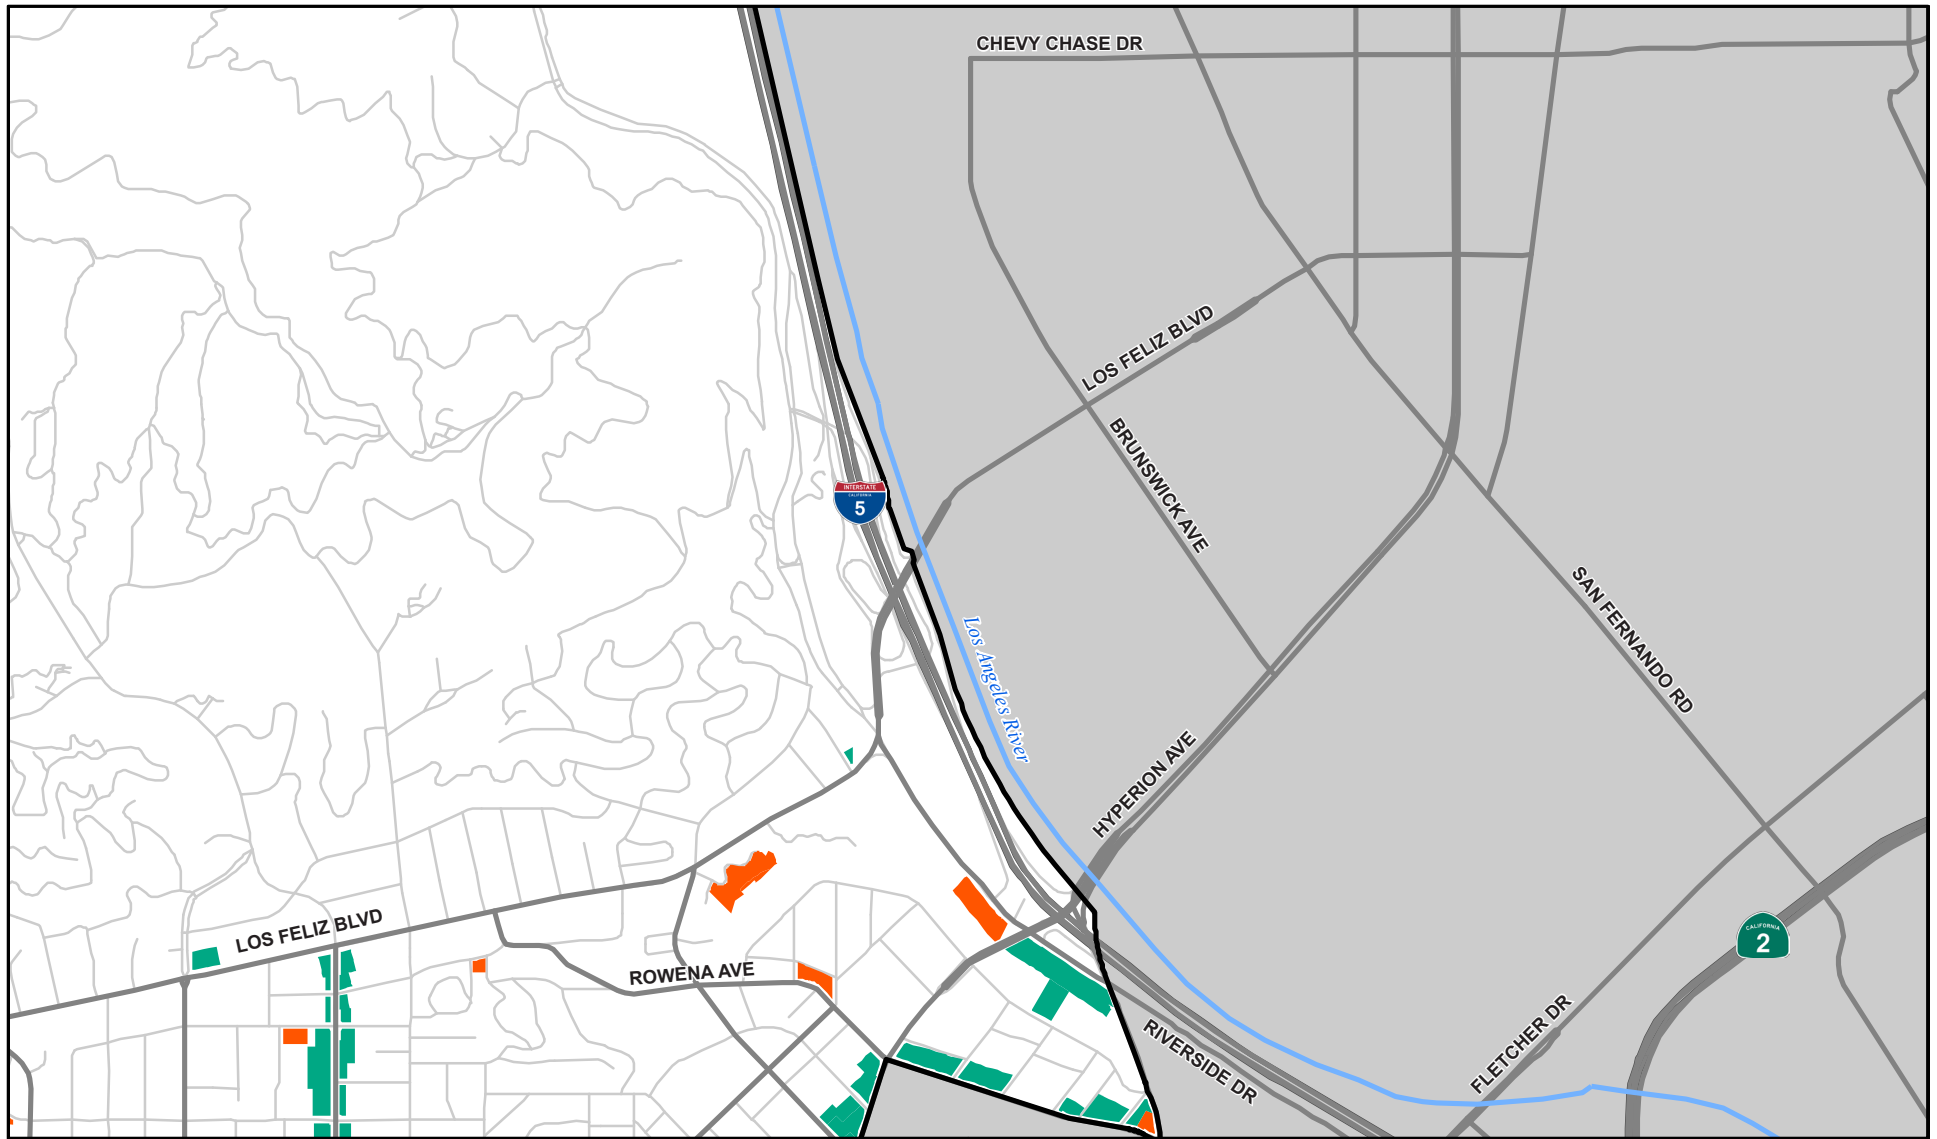 CHEVY CHASE DR
LOS FELIZ BLVD
BRUNSWICK AVE
INTERSTATE
CALIFORNIA
5
SAN FERNANDO RD
Los Angeles River
HYPERION AVE
LOS FELIZ BLVD
CALIFORNIA
2
ROWENA AVE
RIVERSIDE DR
FLETCHER DR